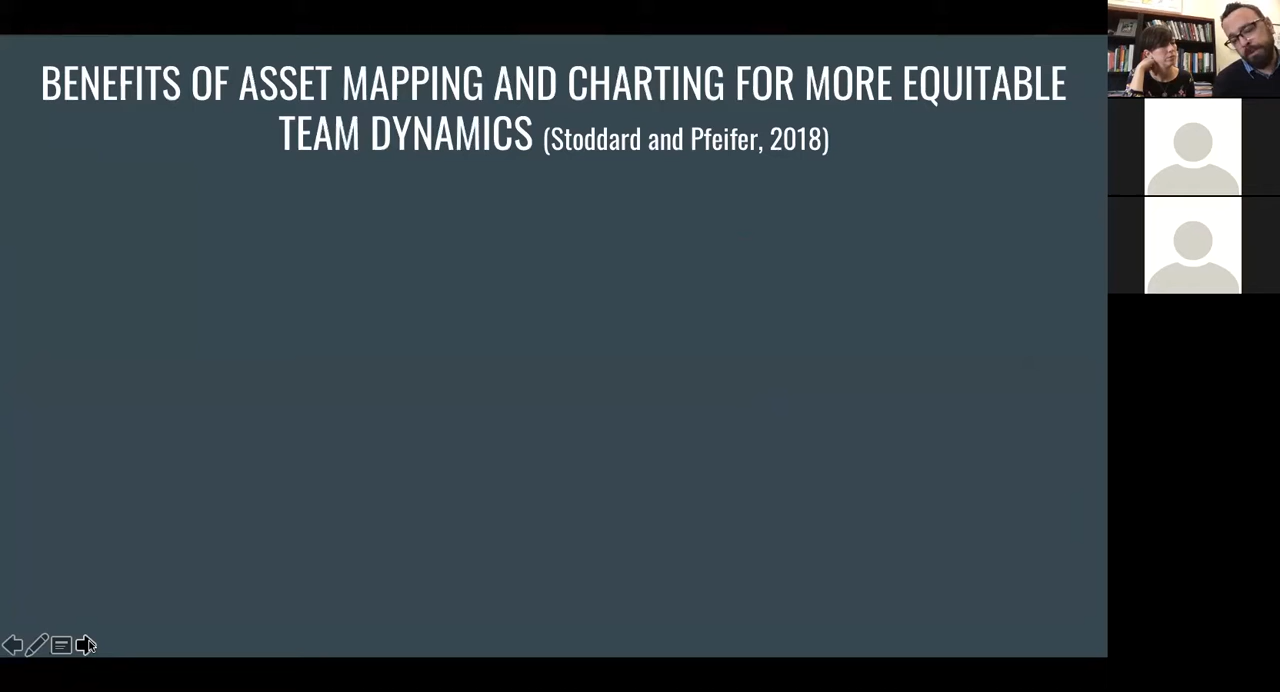 BENEFITS OF ASSET MAPPING AND CHARTING FOR MORE EQUITABLE
TEAM DYNAMICS (Stoddard and Pfeifer, 2018)